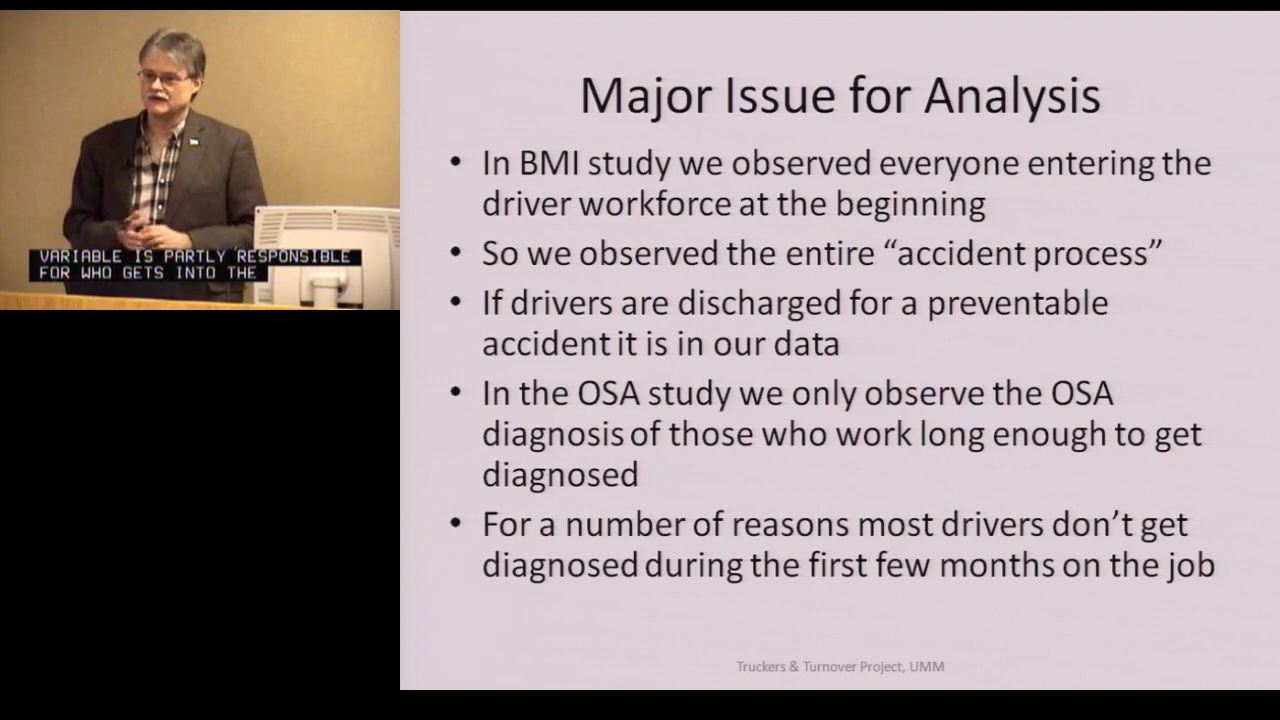 VARIABLE IS PARTLY RESPONSIBLE
FOR WHO GETS INTO THE
Major Issue for Analysis
• In BMI study we observed everyone entering the
driver workforce at the beginning
• So we observed the entire “accident process”
• If drivers are discharged for a preventable
accident it is in our data
• In the OSA study we only observe the OSA
diagnosis of those who work long enough to get
diagnosed
• For a number of reasons most drivers don’t get
diagnosed during the first few months on the job
Truckers & Turnover Project, UMM